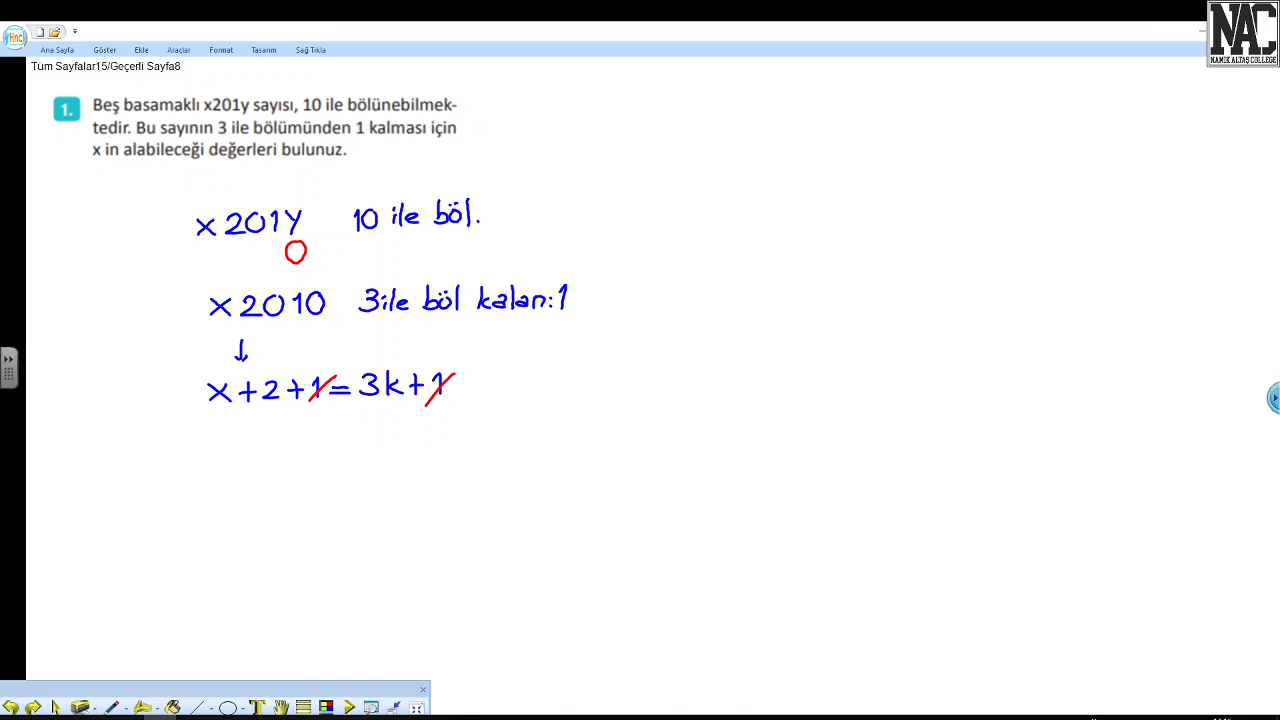 NAC
NAMIK ALTAŞ COLLEGE
Hnc
Ana Sayfa Göster Ekle Araçlar Format Tasarım Sağ Tıkla
Tüm Sayfalar15/Geçerli Sayfa8
1. Beş basamaklı x201y sayısı, 10 ile bölünebilmek-
tedir. Bu sayının 3 ile bölümünden 1 kalması için
x in alabileceği değerleri bulunuz.
x201y 10 ile böl.
0
x2010 3 ile böl kalan:1
↓
x+2+1=3k+1